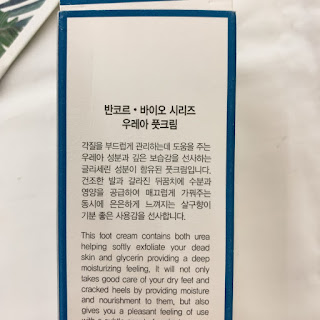 반코르 • 바이오 시리즈
우레아 풋크림
각질을 부드럽게 관리하는데 도움을 주는
우레아 성분과 깊은 보습감을 선사하는
글리세린 성분이 함유된 풋크림입니다.
건조한 발과 갈라진 뒤꿈치에 수분과
영양을 공급하여 매끄럽게 가꿔주는
동시에 은은하게 느껴지는 살구향이
기분 좋은 사용감을 선사합니다.
This foot cream contains both urea
helping softly exfoliate your dead
skin and glycerin providing a deep
moisturizing feeling, It will not only
takes good care of your dry feet and
cracked heels by providing moisture
and nourishment to them, but also
gives you a pleasant feeling of use